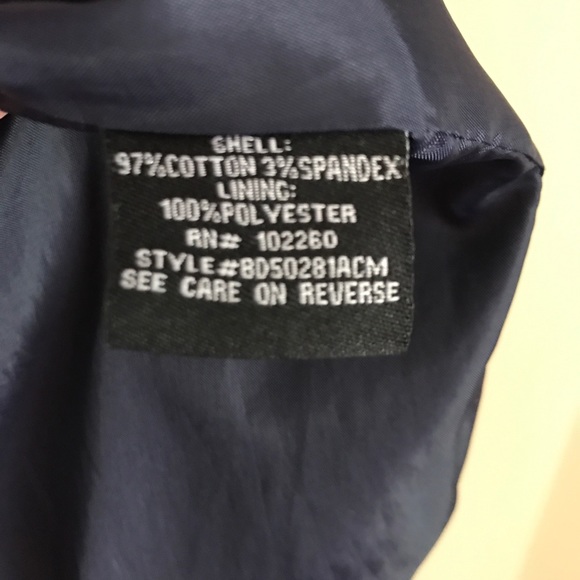 SHELL:
97%COTTON 3%SPANDEX
LINING:
100%POLYESTER
RN# 102260
STYLE#BD50281ACM
SEE CARE ON REVERSE